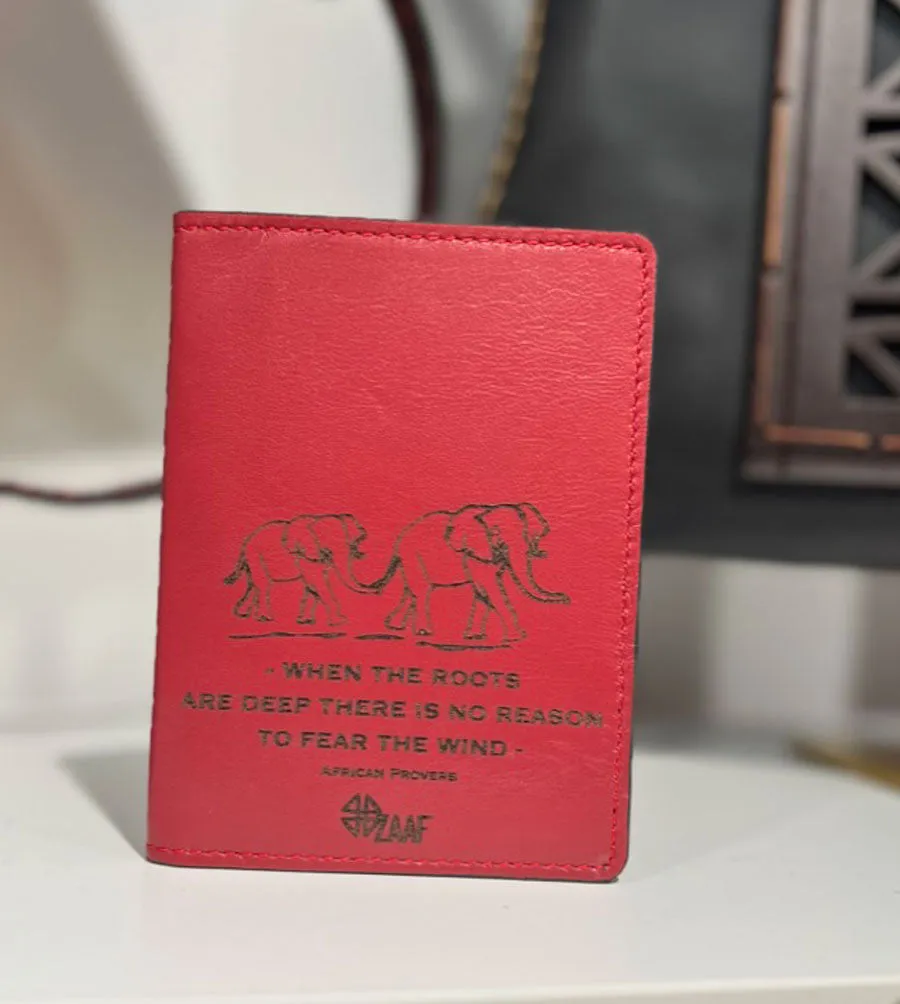 - WHEN THE ROOTS
ARE DEEP THERE IS NO REASON
TO FEAR THE WIND -
AFRICAN PROVERB
ZAAF